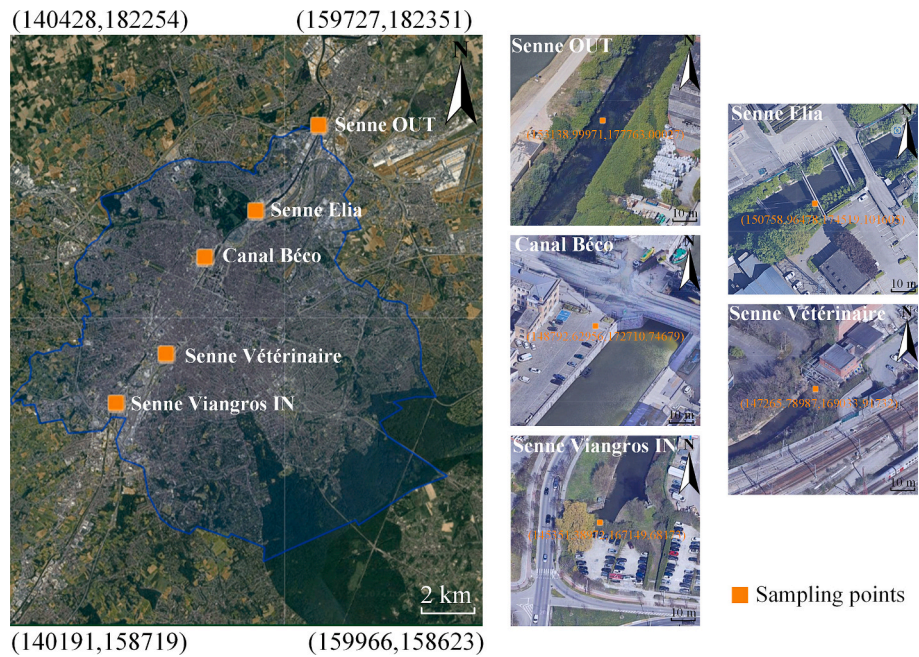 (140428,182254)
(159727,182351)
N
Senne OUT
Senne Elia
Canal Béco
Senne Vétérinaire
Senne Viangros IN
2 km
(140191,158719)
(159966,158623)
Senne OUT
N
10 m
Canal Béco
N
10 m
Senne Viangros IN
N
10 m
Senne Elia
N
10 m
Senne Vétérinaire
N
10 m
Sampling points